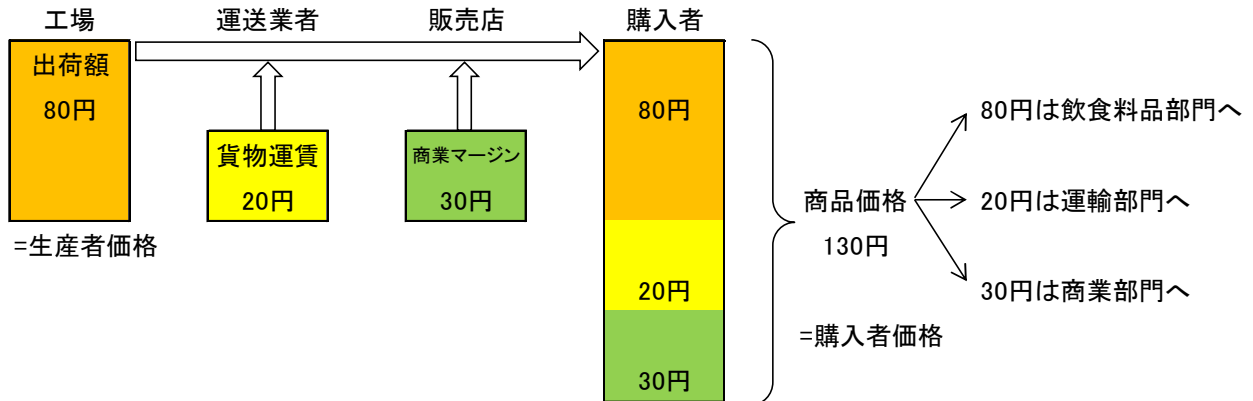 工場
運送業者
販売店
購入者
出荷額
80円
=生産者価格
貨物運賃
20円
商業マージン
30円
80円
20円
30円
商品価格
130円
=購入者価格
80円は飲食料品部門へ
20円は運輸部門へ
30円は商業部門へ